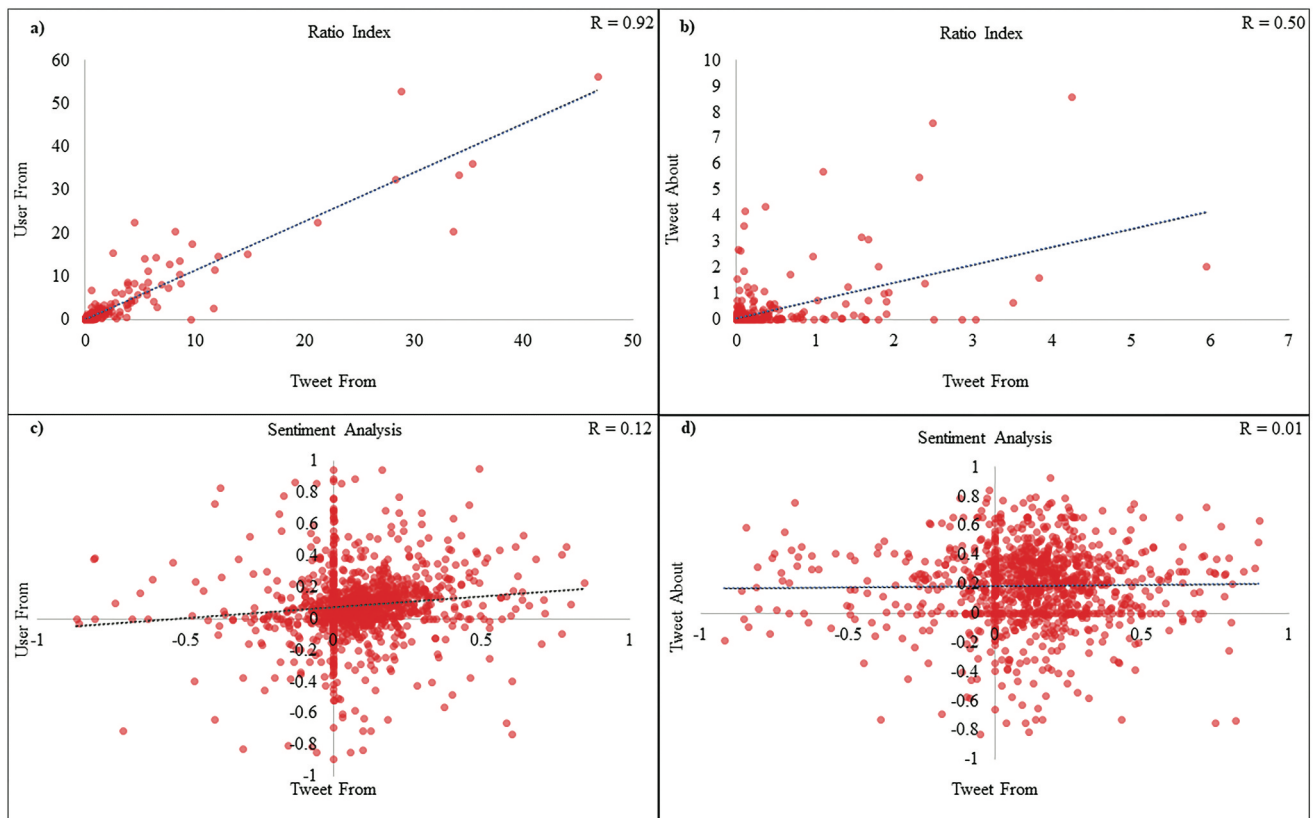 a)
Ratio Index
R = 0.92
60
50
40
30
20
10
0
0 10 20 30 40 50
User From
Tweet From
b)
Ratio Index
R = 0.50
10
9
8
7
6
5
4
3
2
1
0
0 1 2 3 4 5 6 7
Tweet About
Tweet From
c)
Sentiment Analysis
R = 0.12
1
0.8
0.6
0.4
0.2
0
-0.2
-0.4
-0.6
-0.8
-1
-1 -0.5 0 0.5 1
User From
Tweet From
d)
Sentiment Analysis
R = 0.01
1
0.8
0.6
0.4
0.2
0
-0.2
-0.4
-0.6
-0.8
-1
-1 -0.5 0 0.5 1
Tweet About
Tweet From